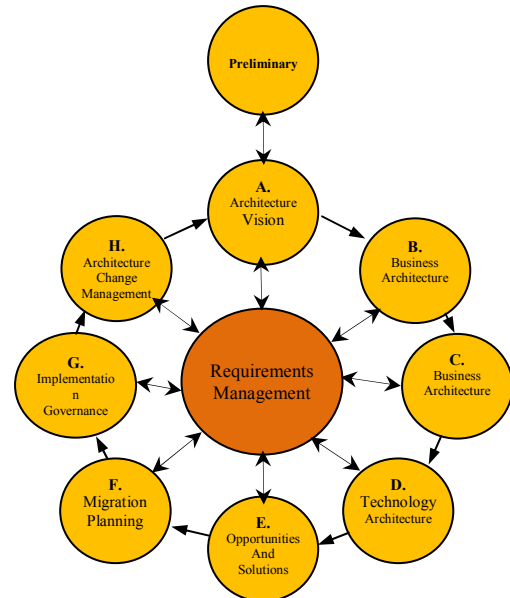 Preliminary
A.
Architecture
Vision
B.
Business
Architecture
C.
Business
Architecture
D.
Technology
Architecture
E.
Opportunities
And
Solutions
F.
Migration
Planning
G.
Implementatio
n
Governance
H.
Architecture
Change
Management
Requirements
Management